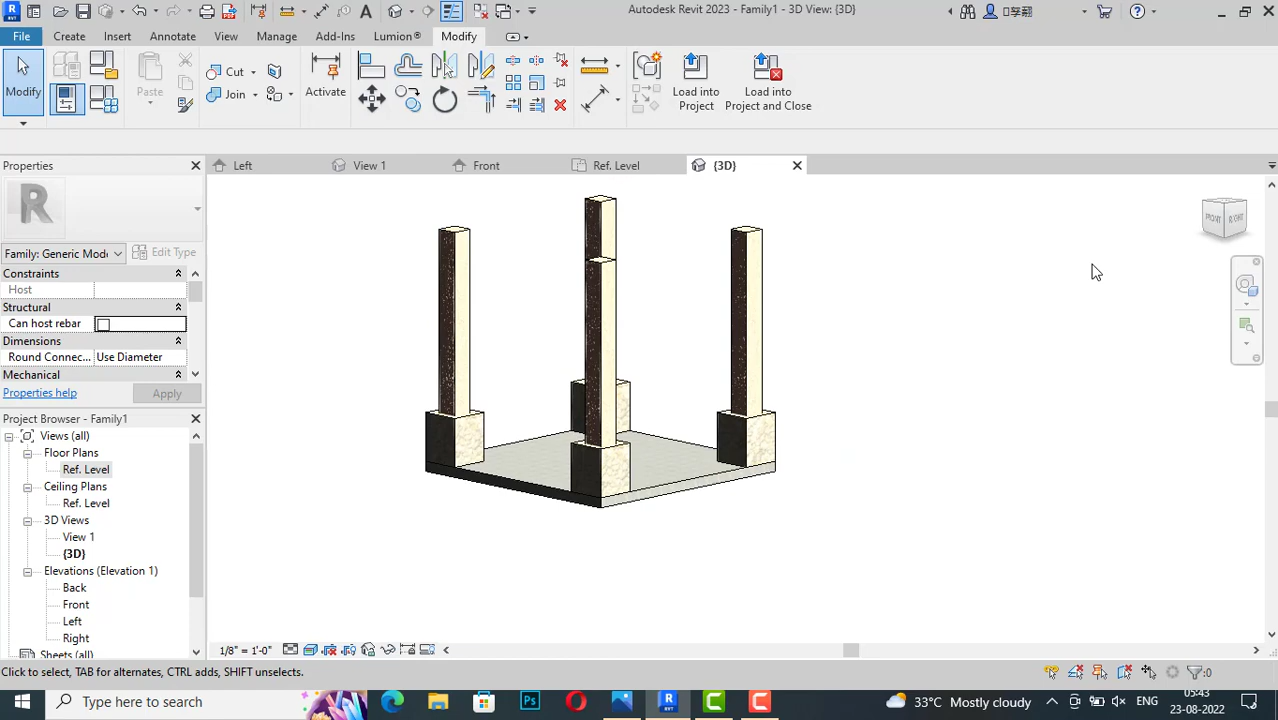 Autodesk Revit 2023 - Family1 - 3D View: {3D}
File Create Insert Annotate View Manage Add-Ins Lumion® Modify
Modify
Paste
Cut
Join
Activate
Load into Project
Load into Project and Close
Properties
Left
View 1
Front
Ref. Level
{3D}
R
Family: Generic Mode
Edit Type
Constraints
Host
Structural
Can host rebar
Dimensions
Round Connec... Use Diameter
Mechanical
Properties help
Apply
FRONT RIGHT
Project Browser - Family1
Views (all)
Floor Plans
Ref. Level
Ceiling Plans
Ref. Level
3D Views
View 1
{3D}
Elevations (Elevation 1)
Back
Front
Left
Right
Sheets (all)
1/8" = 1'-0"
Click to select, TAB for alternates, CTRL adds, SHIFT unselects.
:0
Type here to search
33°C Mostly cloudy
ENG
05:43
23-08-2022